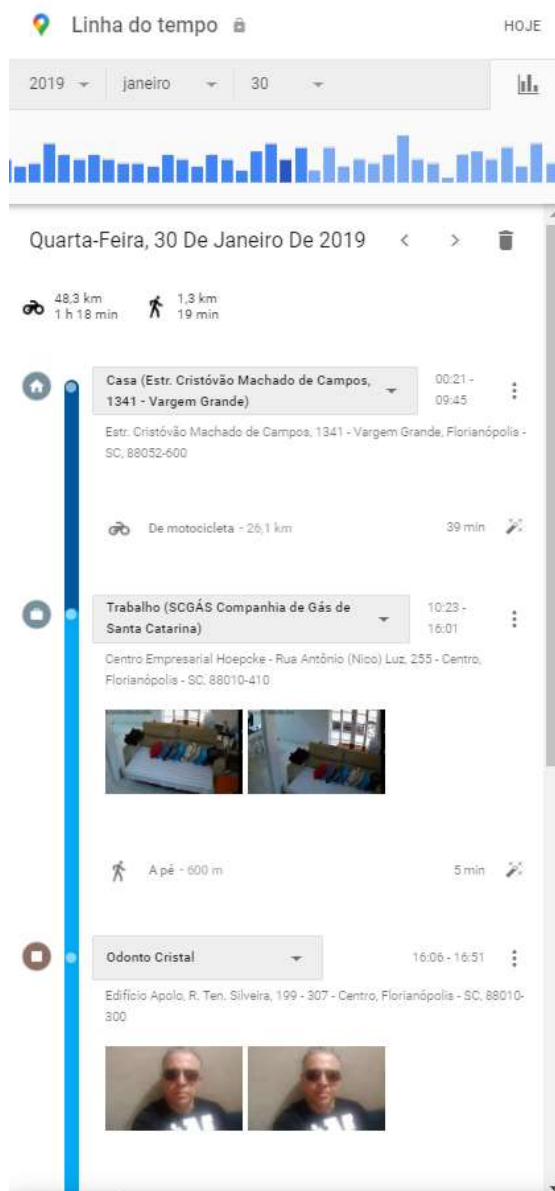 Linha do tempo
HOJE
2019 janeiro 30
Quarta-Feira, 30 De Janeiro De 2019
48,3 km 1,3 km
1 h 18 min 19 min
Casa (Estr. Cristóvão Machado de Campos,
1341 - Vargem Grande)
00:21 -
09:45
Estr. Cristóvão Machado de Campos, 1341 - Vargem Grande, Florianópolis -
SC, 88052-600
De motocicleta - 26,1 km 39 min
Trabalho (SCGÁS Companhia de Gás de
Santa Catarina)
10:23 -
16:01
Centro Empresarial Hoepcke - Rua Antônio (Nico) Luz, 255 - Centro,
Florianópolis - SC, 88010-410
A pé - 600 m 5 min
Odonto Cristal 16:06 - 16:51
Edifício Apolo, R. Ten. Silveira, 199 - 307 - Centro, Florianópolis - SC, 88010-
300